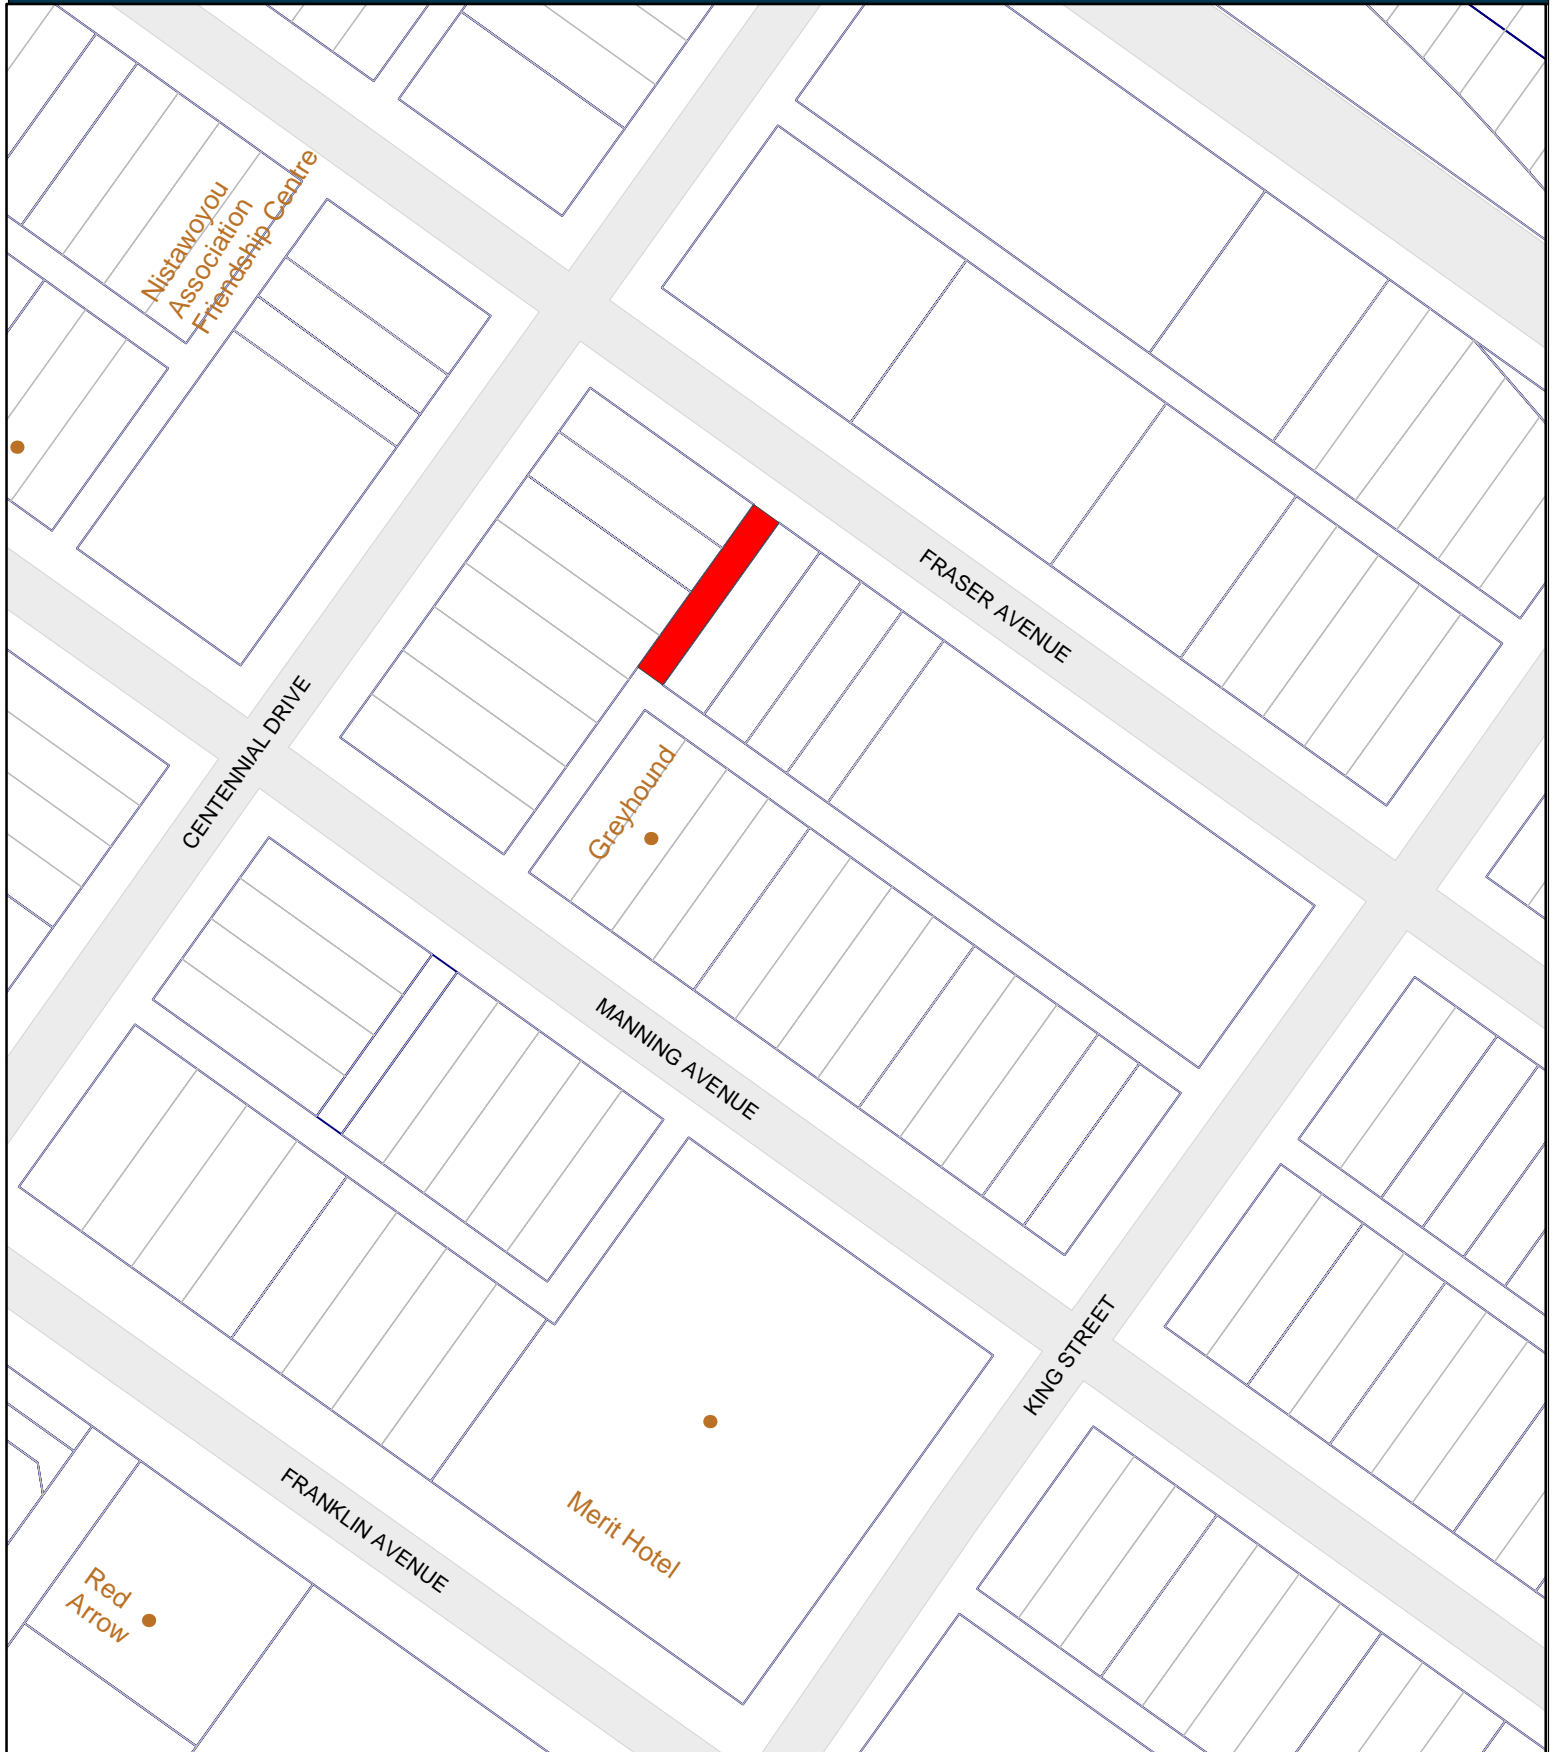 Nistawoyou
Association
Friendship Centre
FRASER AVENUE
CENTENNIAL DRIVE
Greyhound
MANNING AVENUE
KING STREET
FRANKLIN AVENUE
Merit Hotel
Red
Arrow